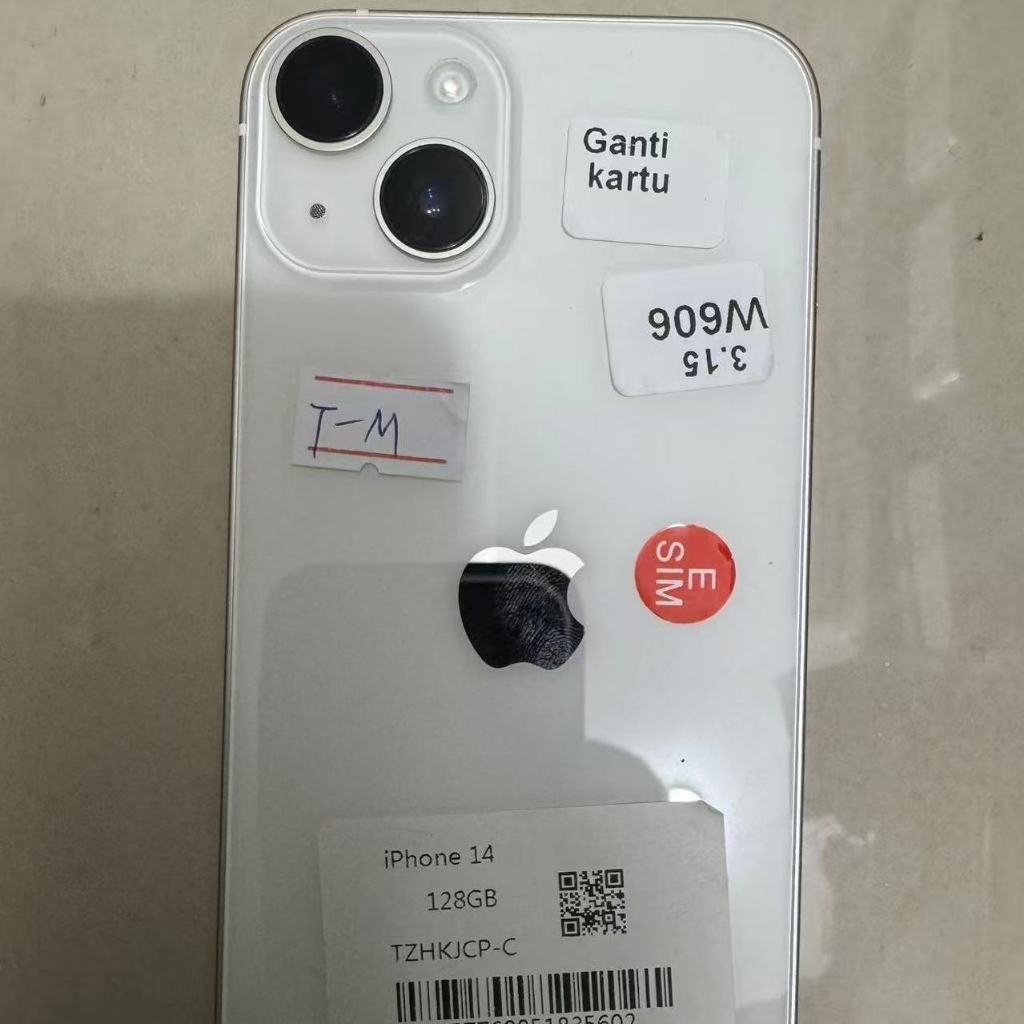 Ganti
kartu
W606
3.15
T-M
E
SIM
iPhone 14
128GB
TZHKJCP-C